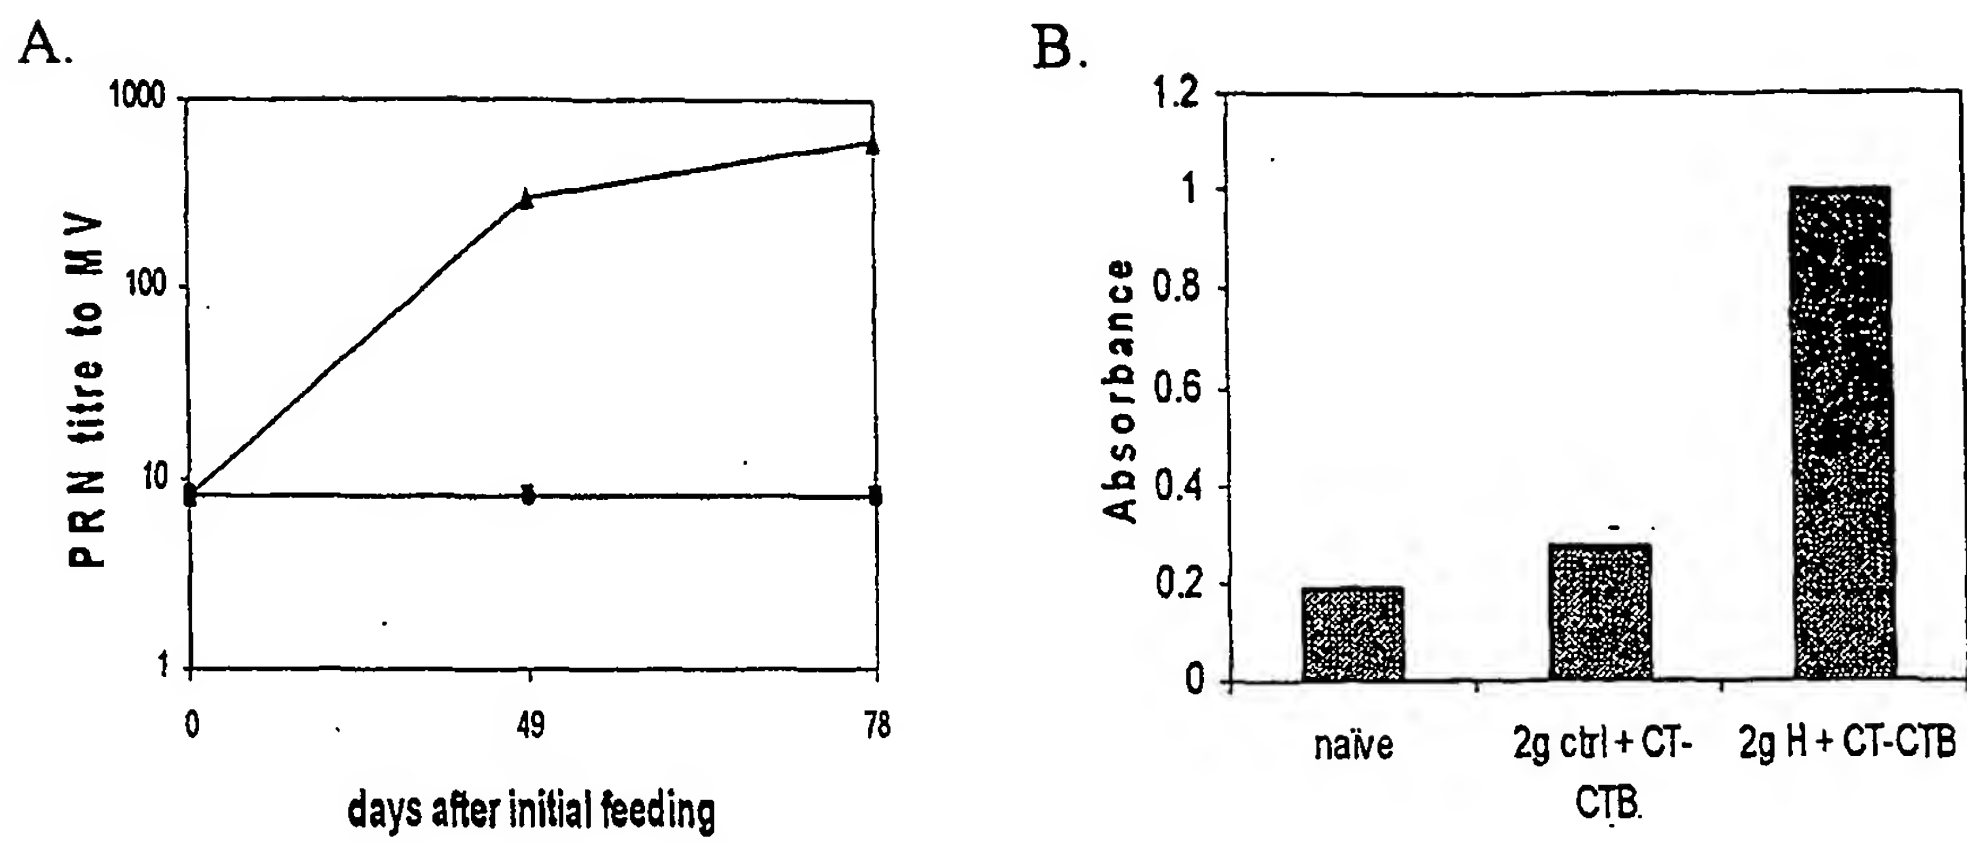 A.
1000
100
10
1
PRN titre to MV
0 49 78
days after initial feeding
B.
1.2
1
0.8
0.6
0.4
0.2
0
Absorbance
naïve
2g ctrl + CT-
CTB.
2g H + CT-CTB